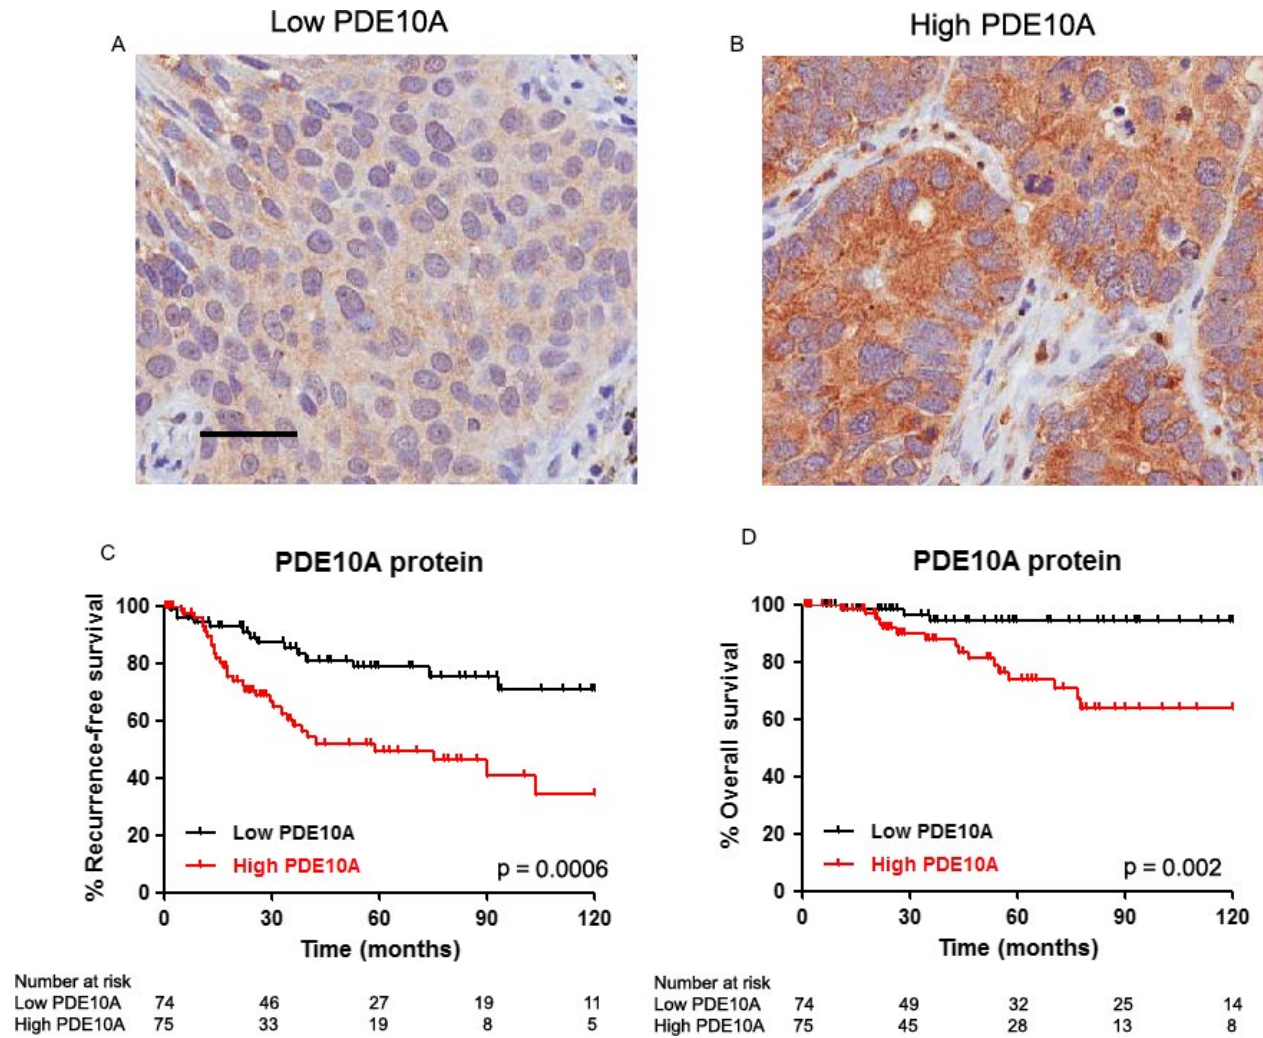 Low PDE10A
High PDE10A
A
B
C
PDE10A protein
% Recurrence-free survival
100
80
60
40
20
0
Low PDE10A
High PDE10A
p = 0.0006
0 30 60 90 120
Time (months)
Number at risk
Low PDE10A 74 46 27 19 11
High PDE10A 75 33 19 8 5
D
PDE10A protein
% Overall survival
100
80
60
40
20
0
Low PDE10A
High PDE10A
p = 0.002
0 30 60 90 120
Time (months)
Number at risk
Low PDE10A 74 49 32 25 14
High PDE10A 75 45 28 13 8